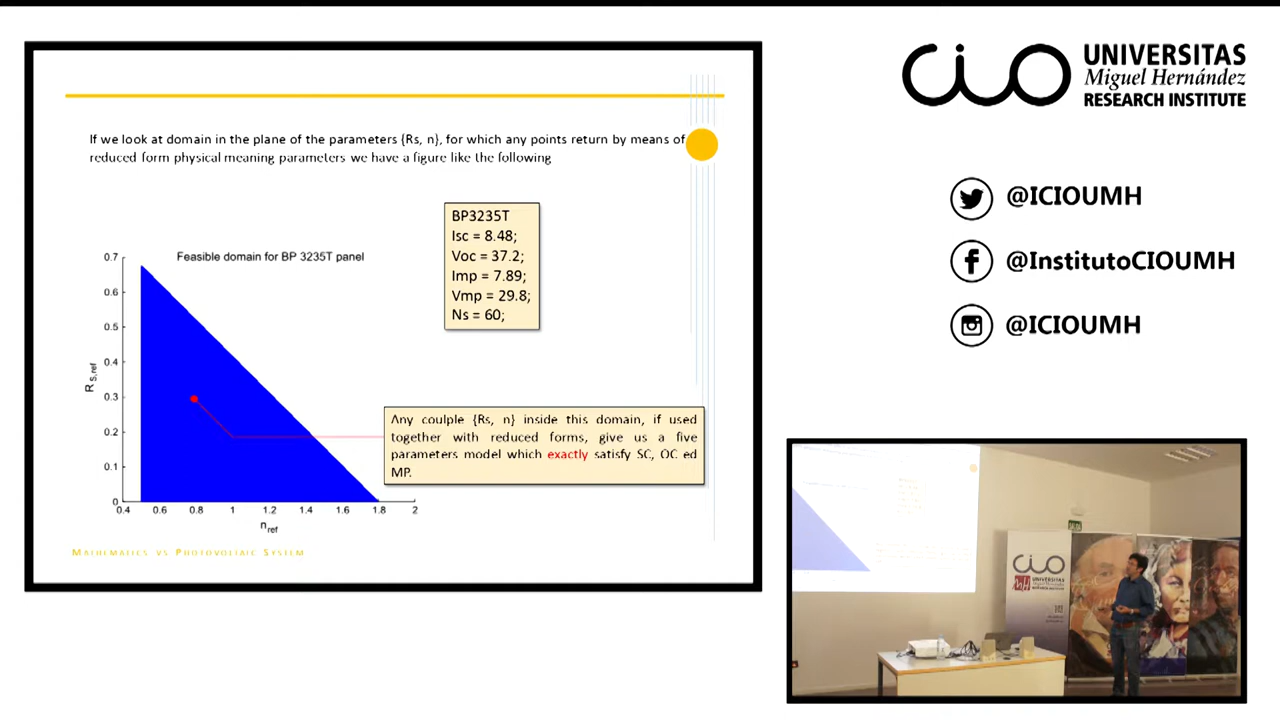 If we look at domain in the plane of the parameters {Rs, n}, for which any points return by means of
reduced form physical meaning parameters we have a figure like the following
BP3235T
Isc = 8.48;
Voc = 37.2;
Imp = 7.89;
Vmp = 29.8;
Ns = 60;
Feasible domain for BP 3235T panel
0.7
0.6
0.5
0.4
0.3
0.2
0.1
0
R S,ref
0.4 0.6 0.8 1 1.2 1.4 1.6 1.8 2
n ref
Any coulple {Rs, n} inside this domain, if used
together with reduced forms, give us a five
parameters model which exactly satisfy SC, OC ed
MP.
MATHEMATICS VS PHOTOVOLTAIC SYSTEM
cio
UNIVERSITAS
Miguel Hernández
RESEARCH INSTITUTE
@ICIOUMH
@InstitutoCIOUMH
@ICIOUMH
cio
UNIVERSITAS